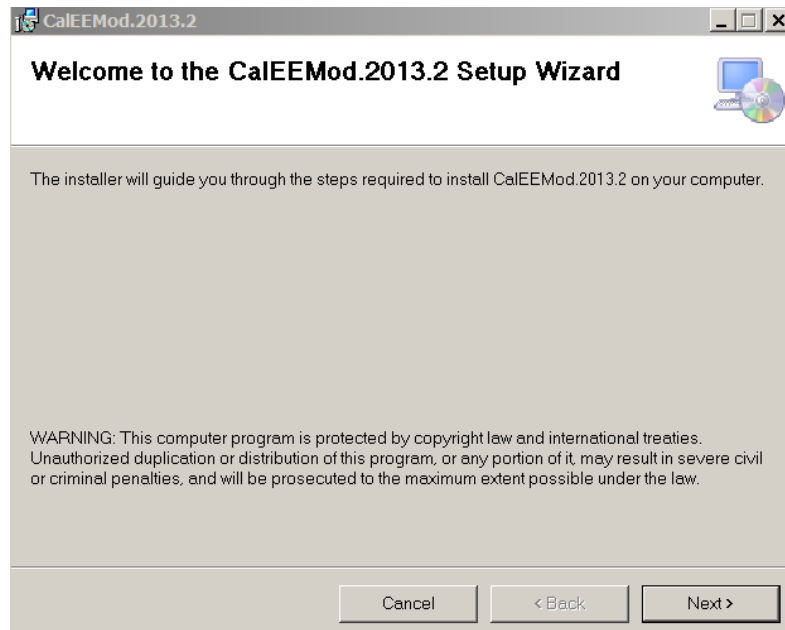 CalEEMod.2013.2
Welcome to the CalEEMod.2013.2 Setup Wizard
The installer will guide you through the steps required to install CalEEMod.2013.2 on your computer.
WARNING: This computer program is protected by copyright law and international treaties.
Unauthorized duplication or distribution of this program, or any portion of it, may result in severe civil
or criminal penalties, and will be prosecuted to the maximum extent possible under the law.
Cancel
< Back
Next >